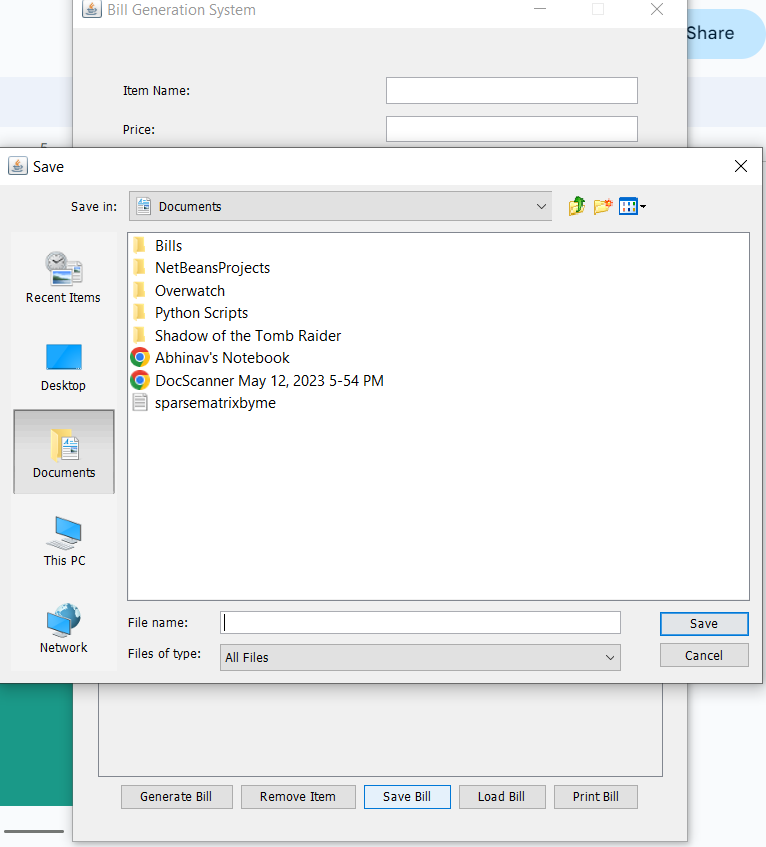 Bill Generation System
Share
Item Name:
Price:
Save
Save in: Documents
Recent Items
Desktop
Documents
This PC
Network
Bills
NetBeansProjects
Overwatch
Python Scripts
Shadow of the Tomb Raider
Abhinav's Notebook
DocScanner May 12, 2023 5-54 PM
sparsematrixbyme
File name: Save
Files of type: All Files Cancel
Generate Bill Remove Item Save Bill Load Bill Print Bill